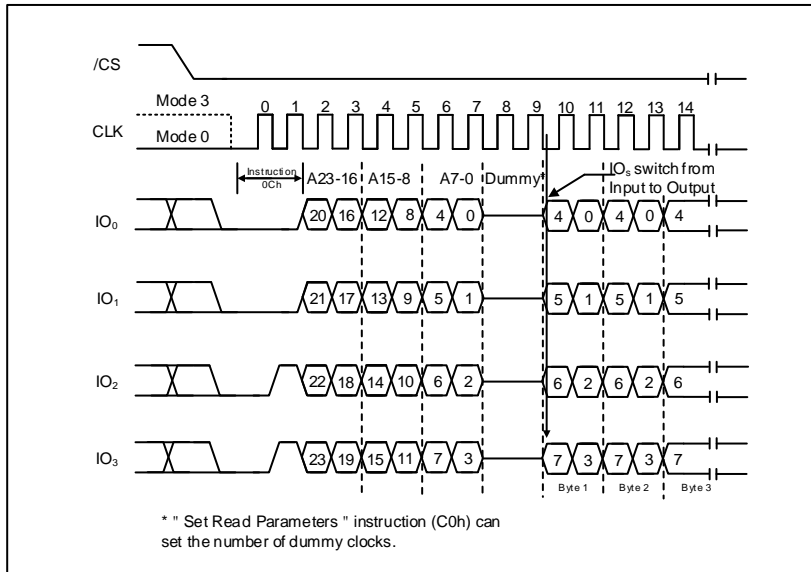 /CS
Mode 3
0 1 2 3 4 5 6 7 8 9 10 11 12 13 14
CLK
Mode 0
Instruction
0Ch
A23-16 A15-8 A7-0 Dummy*
IOs switch from
Input to Output
IO0 20 16 12 8 4 0 4 0 4 0 4
IO1 21 17 13 9 5 1 5 1 5 1 5
IO2 22 18 14 10 6 2 6 2 6 2 6
IO3 23 19 15 11 7 3 7 3 7 3 7
Byte 1 Byte 2 Byte 3
* " Set Read Parameters " instruction (C0h) can
set the number of dummy clocks.